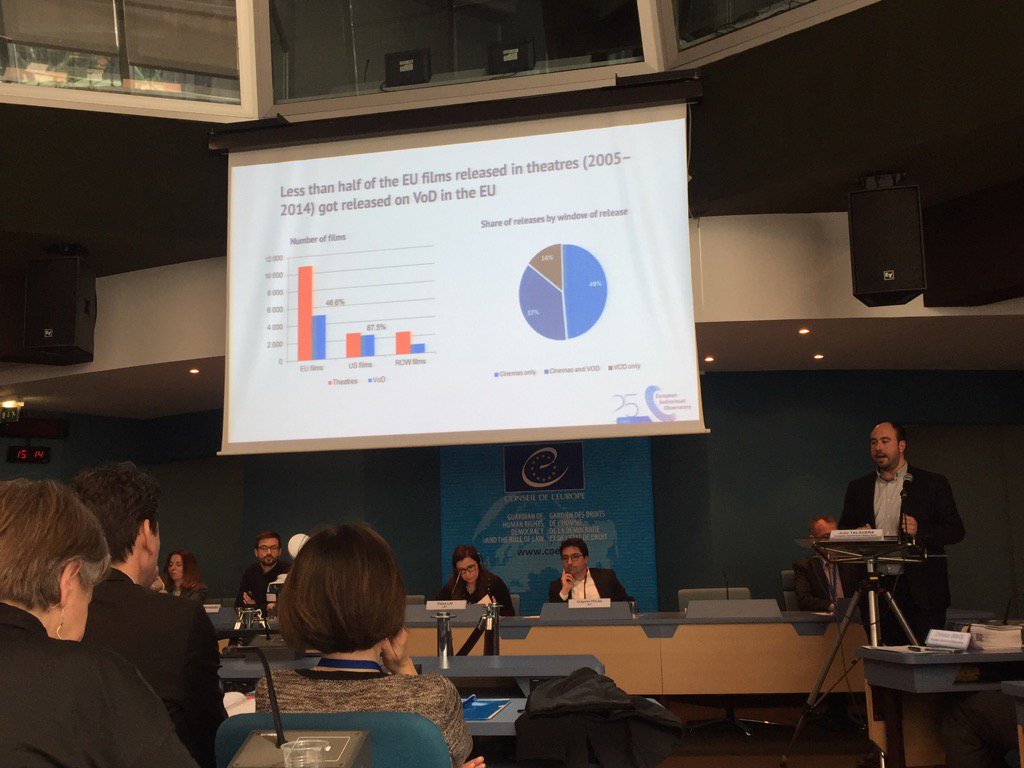 Less than half of the EU films released in theatres (2005–
2014) got released on VoD in the EU
Number of films
Share of releases by window of release
12 000
10 000
8 000
6 000
4 000
2 000
0
46.6%
87.5%
EU films
US films
ROW films
Theatres
VoD
14%
49%
37%
Cinemas only
Cinemas and VOD
VOD only
25
European
Audiovisual
Observatory
15 14
CONSEIL DE L'EUROPE
GUARDIAN OF
HUMAN RIGHTS
DEMOCRACY
AND THE RULE OF LAW
GARDIEN DES DROITS
DE L'HOMME
DE LA DEMOCRATIE
ET DE L'ETAT DE DROIT
www.coe
TALAVERA